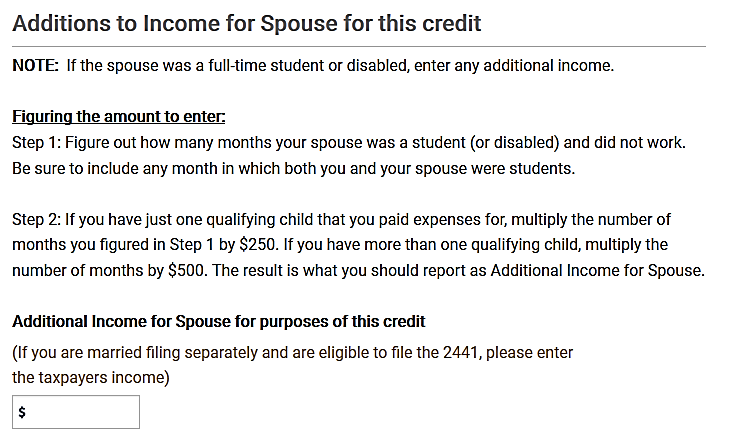 Additions to Income for Spouse for this credit
NOTE: If the spouse was a full-time student or disabled, enter any additional income.
Figuring the amount to enter:
Step 1: Figure out how many months your spouse was a student (or disabled) and did not work.
Be sure to include any month in which both you and your spouse were students.
Step 2: If you have just one qualifying child that you paid expenses for, multiply the number of
months you figured in Step 1 by $250. If you have more than one qualifying child, multiply the
number of months by $500. The result is what you should report as Additional Income for Spouse.
Additional Income for Spouse for purposes of this credit
(If you are married filing separately and are eligible to file the 2441, please enter
the taxpayers income)
$